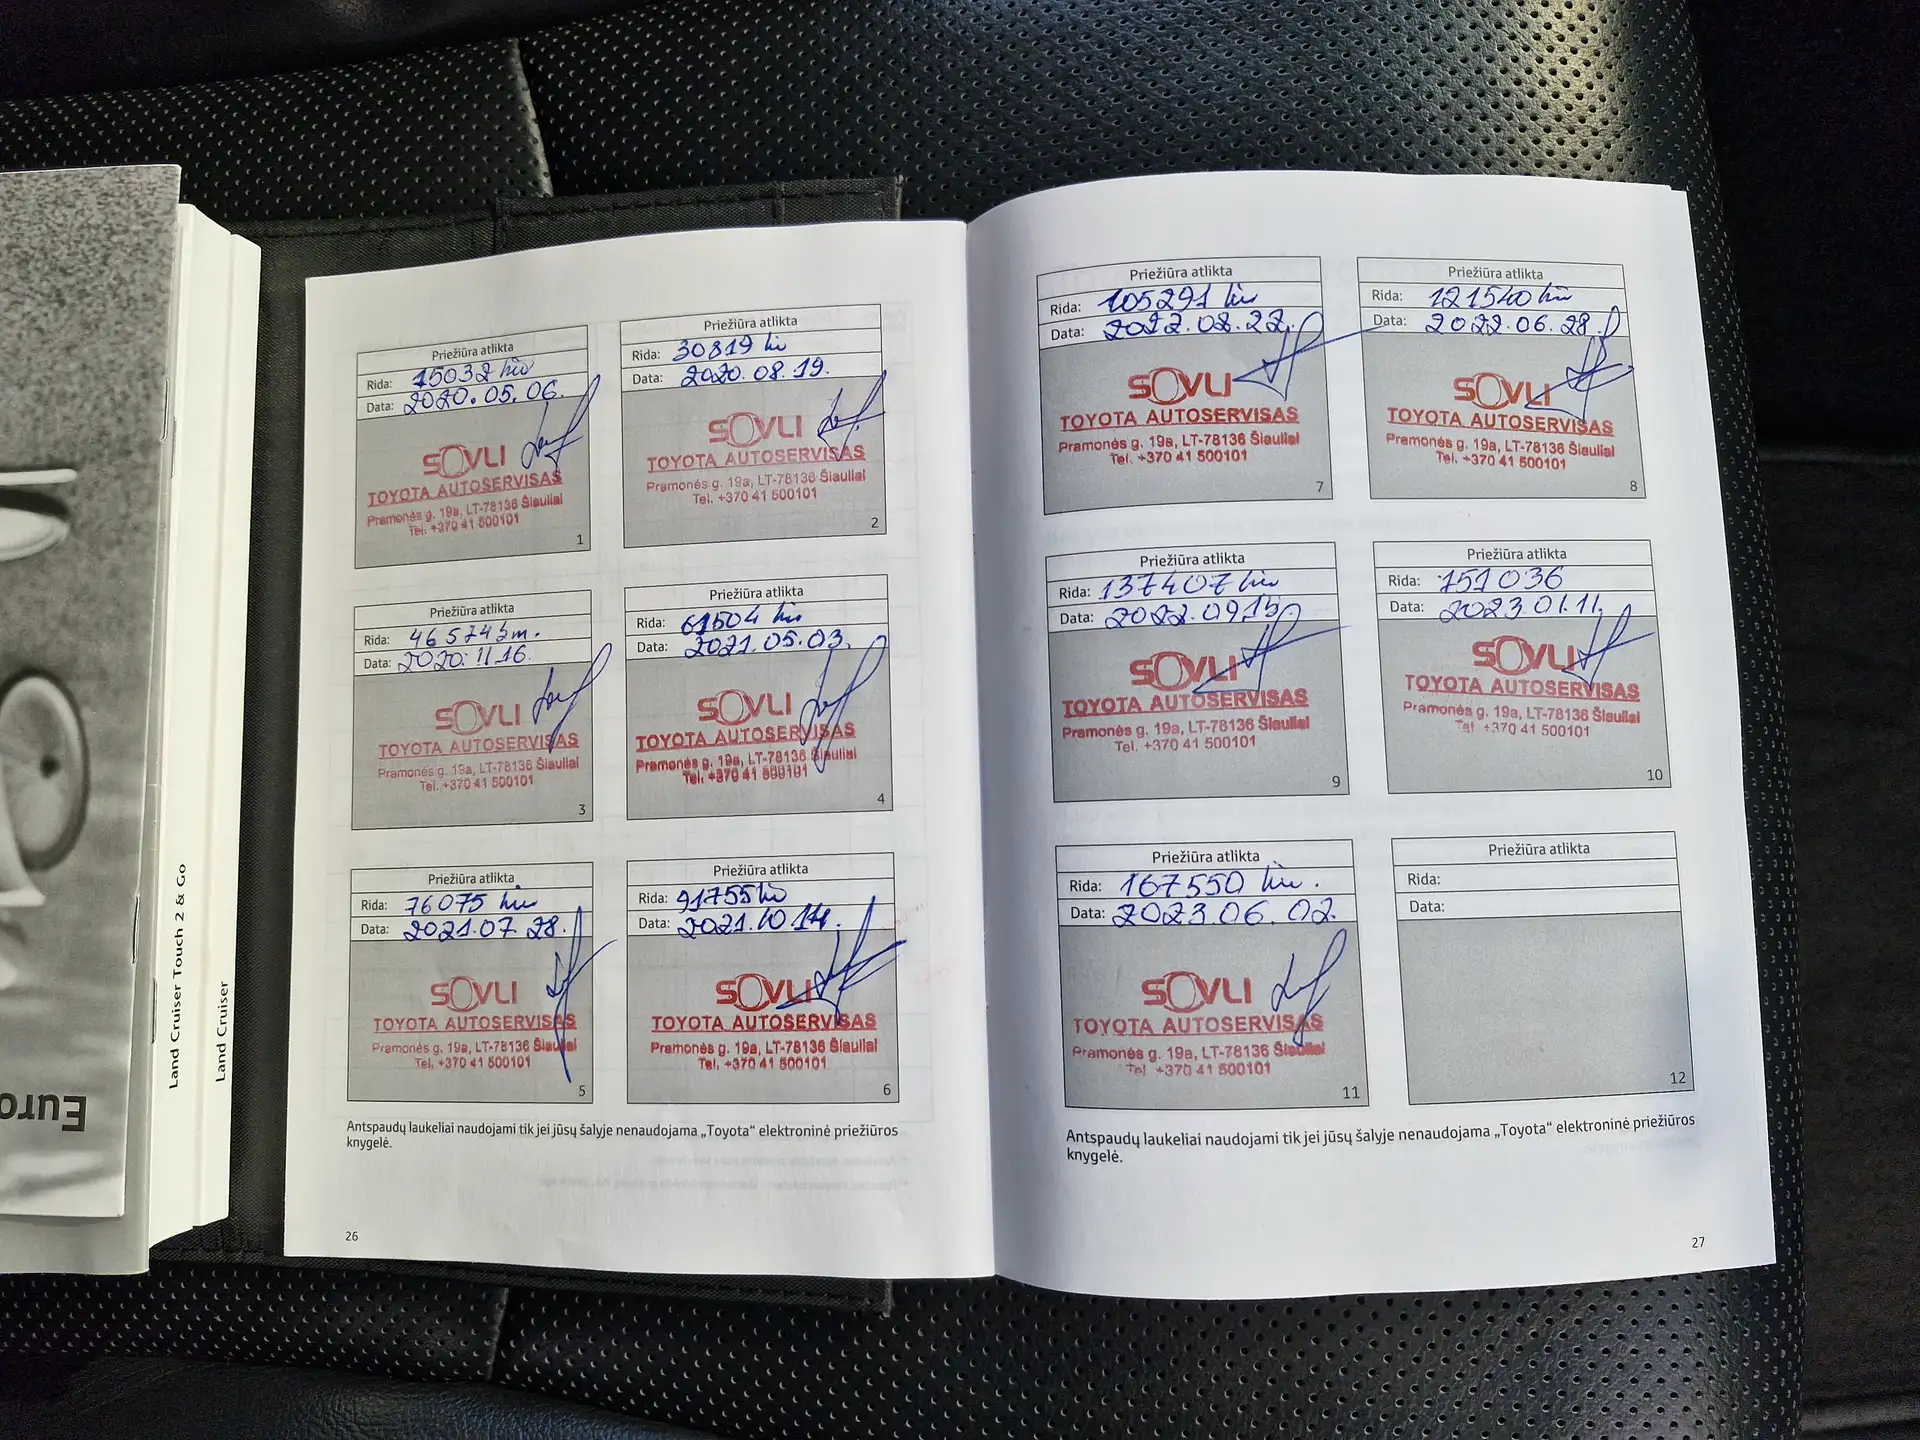 Land Cruiser Touch 2 & Go
Land Cruiser
Euro
Priežiūra atlikta
Rida: 15032 km
Data: 2020.05.06.
SOVLI
TOYOTA AUTOSERVISAS
Pramonės g. 19a, LT-78136 Šiauliai
Tel. +370 41 500101
1
Priežiūra atlikta
Rida: 30819 km
Data: 2020.08.19.
SOVLI
TOYOTA AUTOSERVISAS
Pramonės g. 19a, LT-78136 Šiauliai
Tel. +370 41 500101
2
Priežiūra atlikta
Rida: 46574 km.
Data: 2020.11.16.
SOVLI
TOYOTA AUTOSERVISAS
Pramonės g. 19a, LT-78136 Šiauliai
Tel. +370 41 500101
3
Priežiūra atlikta
Rida: 61504 km
Data: 2021.05.03.
SOVLI
TOYOTA AUTOSERVISAS
Pramonės g. 19a, LT-78136 Šiauliai
Tel. +370 41 500101
4
Priežiūra atlikta
Rida: 76075 km
Data: 2021.07.28.
SOVLI
TOYOTA AUTOSERVISAS
Pramonės g. 19a, LT-78136 Šiauliai
Tel. +370 41 500101
5
Priežiūra atlikta
Rida: 91755 km
Data: 2021.10.14.
SOVLI
TOYOTA AUTOSERVISAS
Pramonės g. 19a, LT-78136 Šiauliai
Tel. +370 41 500101
6
Antspaudų laukeliai naudojami tik jei jūsų šalyje nenaudojama „Toyota“ elektroninė priežiūros
knygelė.
26
Priežiūra atlikta
Rida: 105291 km
Data: 2022.02.22.
SOVLI
TOYOTA AUTOSERVISAS
Pramonės g. 19a, LT-78136 Šiauliai
Tel. +370 41 500101
7
Priežiūra atlikta
Rida: 121540 km
Data: 2022.06.28.
SOVLI
TOYOTA AUTOSERVISAS
Pramonės g. 19a, LT-78136 Šiauliai
Tel. +370 41 500101
8
Priežiūra atlikta
Rida: 137407 km
Data: 2022.09.15.
SOVLI
TOYOTA AUTOSERVISAS
Pramonės g. 19a, LT-78136 Šiauliai
Tel. +370 41 500101
9
Priežiūra atlikta
Rida: 151036
Data: 2023 01.11.
SOVLI
TOYOTA AUTOSERVISAS
Pramonės g. 19a, LT-78136 Šiauliai
Tel +370 41 500101
10
Priežiūra atlikta
Rida: 167550 km.
Data: 2023.06.02.
SOVLI
TOYOTA AUTOSERVISAS
Pramonės g. 19a, LT-78136 Šiauliai
Tel +370 41 500101
11
Priežiūra atlikta
Rida:
Data:
12
Antspaudų laukeliai naudojami tik jei jūsų šalyje nenaudojama „Toyota“ elektroninė priežiūros
knygelė.
27